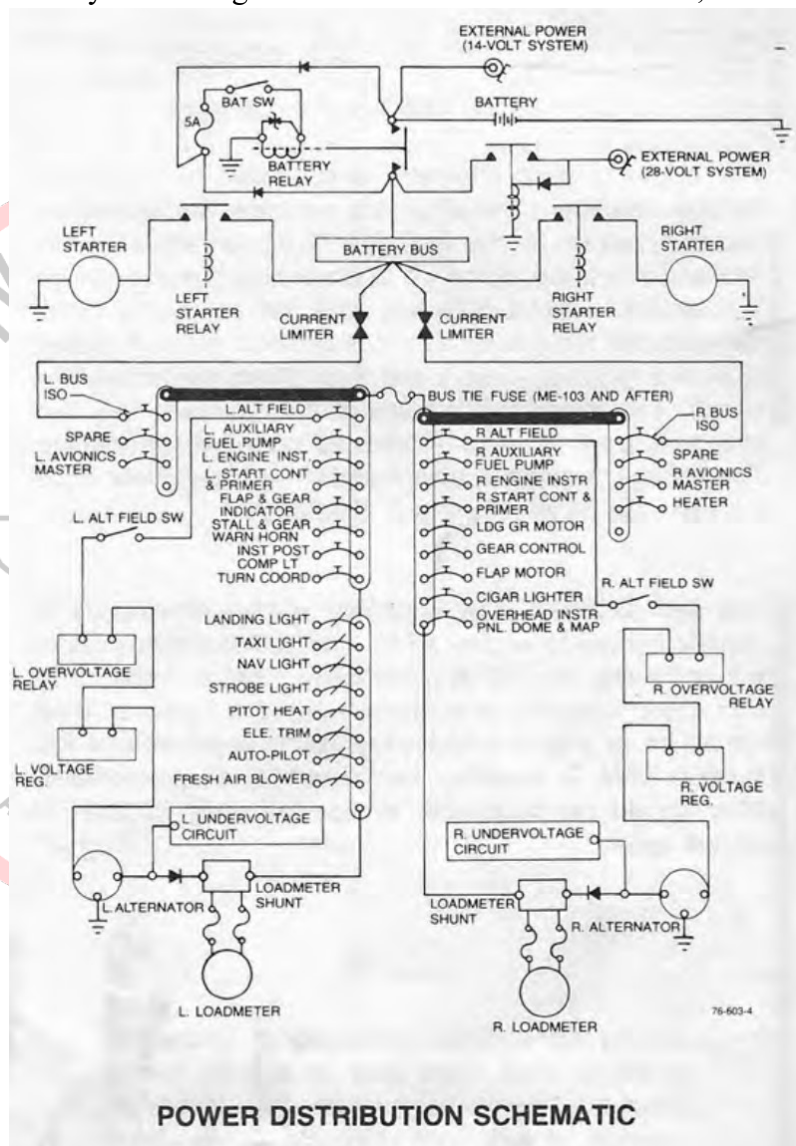 EXTERNAL POWER
(14-VOLT SYSTEM)
BAT SW
BATTERY
5A
BATTERY
RELAY
EXTERNAL POWER
(28-VOLT SYSTEM)
LEFT
STARTER
RIGHT
STARTER
BATTERY BUS
LEFT
STARTER
RELAY
RIGHT
STARTER
RELAY
CURRENT
LIMITER
CURRENT
LIMITER
L. BUS
ISO
BUS TIE FUSE (ME-103 AND AFTER)
L.ALT FIELD
R ALT FIELD
R BUS
ISO
SPARE
L. AUXILIARY
FUEL PUMP
R AUXILIARY
FUEL PUMP
SPARE
L. AVIONICS
MASTER
L. ENGINE INST.
R ENGINE INSTR
R AVIONICS
MASTER
L. START CONT
& PRIMER
R START CONT &
PRIMER
HEATER
FLAP & GEAR
INDICATOR
LDG GR MOTOR
L. ALT FIELD SW
STALL & GEAR
WARN HORN
GEAR CONTROL
INST POST
COMP LT
FLAP MOTOR
TURN COORD
R. ALT FIELD SW
CIGAR LIGHTER
LANDING LIGHT
OVERHEAD INSTR
PNL. DOME & MAP
TAXI LIGHT
L. OVERVOLTAGE
RELAY
NAV LIGHT
R. OVERVOLTAGE
RELAY
STROBE LIGHT
PITOT HEAT
ELE. TRIM
L. VOLTAGE
REG.
AUTO-PILOT
R. VOLTAGE
REG.
FRESH AIR BLOWER
L. UNDERVOLTAGE
CIRCUIT
R. UNDERVOLTAGE
CIRCUIT
L.ALTERNATOR
LOADMETER
SHUNT
LOADMETER
SHUNT
R. ALTERNATOR
L. LOADMETER
R. LOADMETER
76-603-4
POWER DISTRIBUTION SCHEMATIC